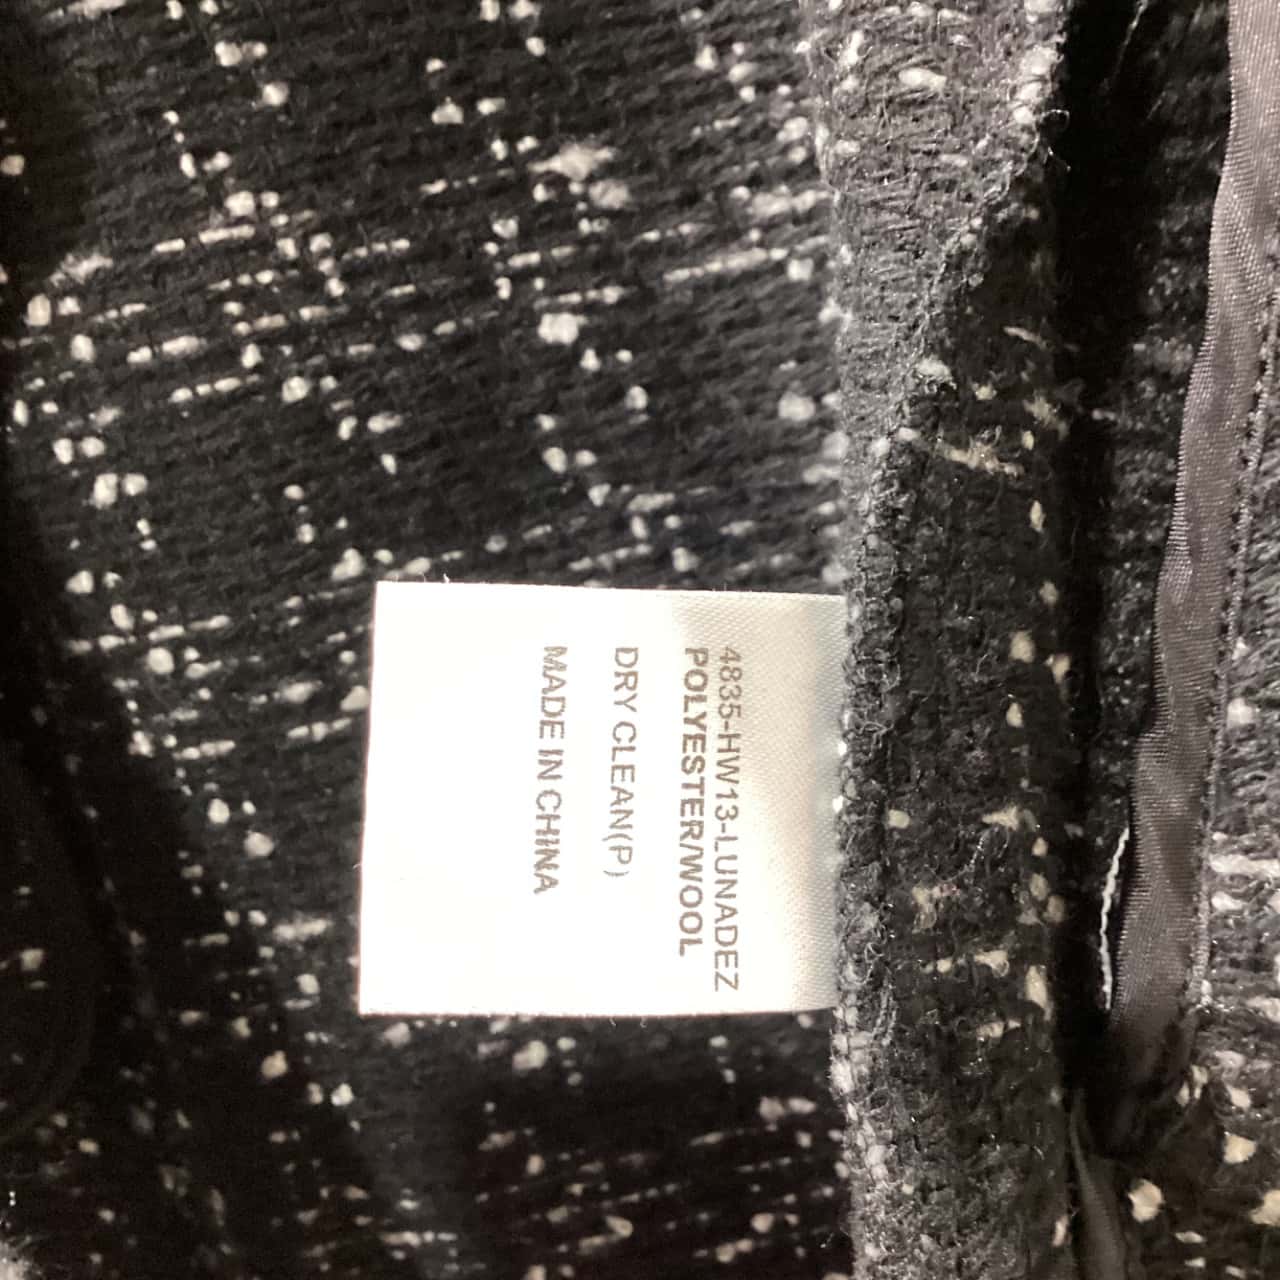 4835-HW13-LUNADEZ
POLYESTER/WOOL
DRY CLEAN(P)
MADE IN CHINA